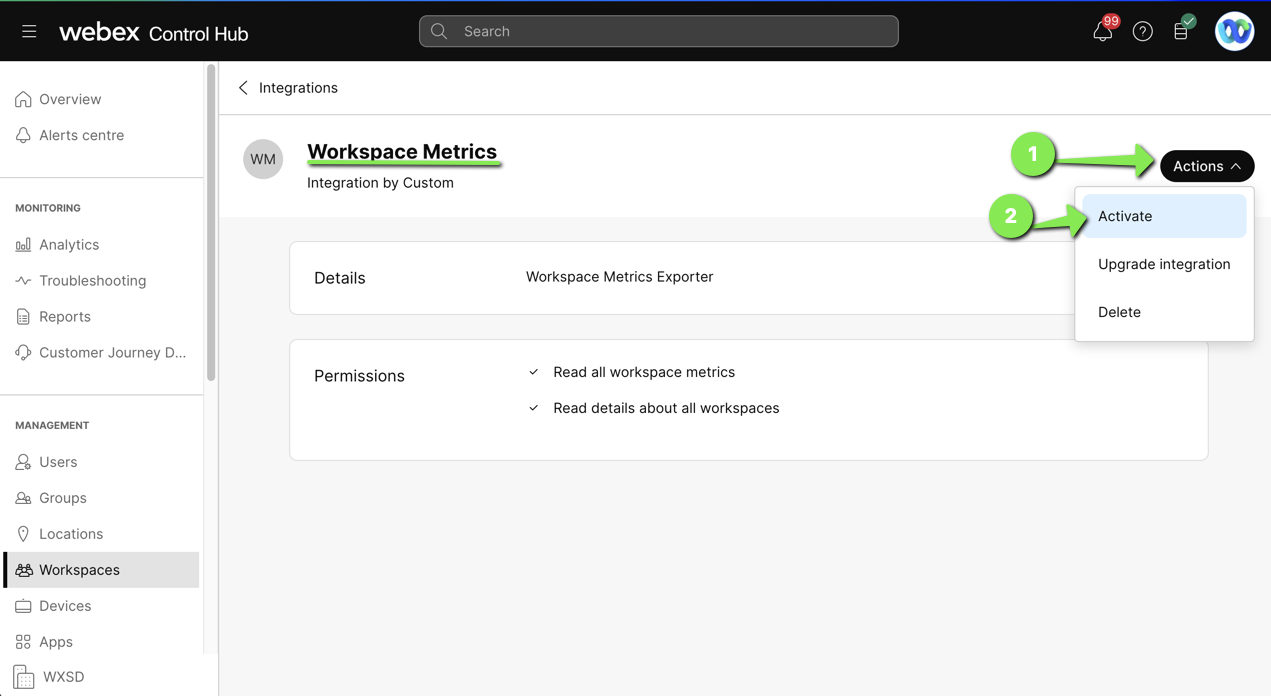 webex Control Hub
Search
99
Overview
Alerts centre
MONITORING
Analytics
Troubleshooting
Reports
Customer Journey D...
MANAGEMENT
Users
Groups
Locations
Workspaces
Devices
Apps
WXSD
Integrations
WM
Workspace Metrics
Integration by Custom
1
Actions
2
Activate
Upgrade integration
Delete
Details
Workspace Metrics Exporter
Permissions
Read all workspace metrics
Read details about all workspaces